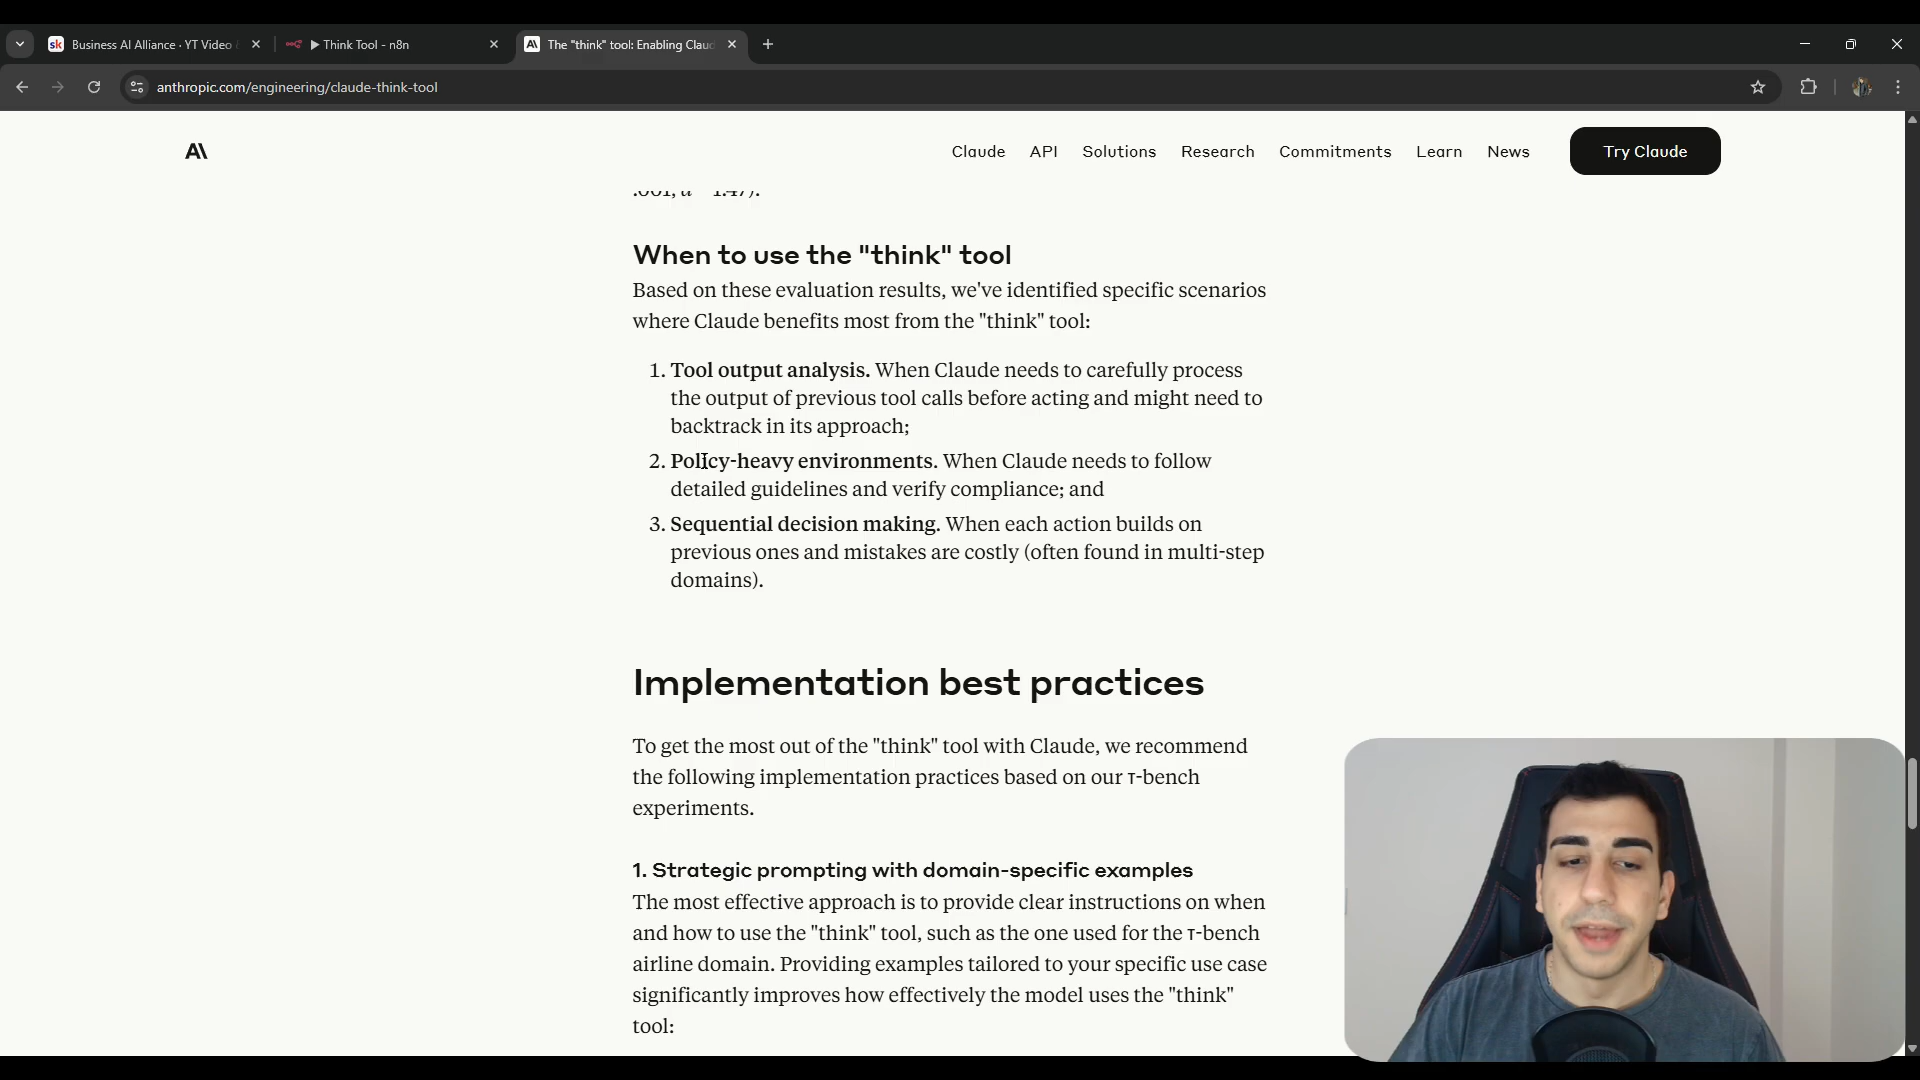 Business AI Alliance · YT Video
Think Tool - n8n
The "think" tool: Enabling Claud
anthropic.com/engineering/claude-think-tool
Claude API Solutions Research Commitments Learn News Try Claude
When to use the "think" tool
Based on these evaluation results, we've identified specific scenarios
where Claude benefits most from the "think" tool:
1. Tool output analysis. When Claude needs to carefully process
the output of previous tool calls before acting and might need to
backtrack in its approach;
2. Policy-heavy environments. When Claude needs to follow
detailed guidelines and verify compliance; and
3. Sequential decision making. When each action builds on
previous ones and mistakes are costly (often found in multi-step
domains).
Implementation best practices
To get the most out of the "think" tool with Claude, we recommend
the following implementation practices based on our τ-bench
experiments.
1. Strategic prompting with domain-specific examples
The most effective approach is to provide clear instructions on when
and how to use the "think" tool, such as the one used for the τ-bench
airline domain. Providing examples tailored to your specific use case
significantly improves how effectively the model uses the "think"
tool: